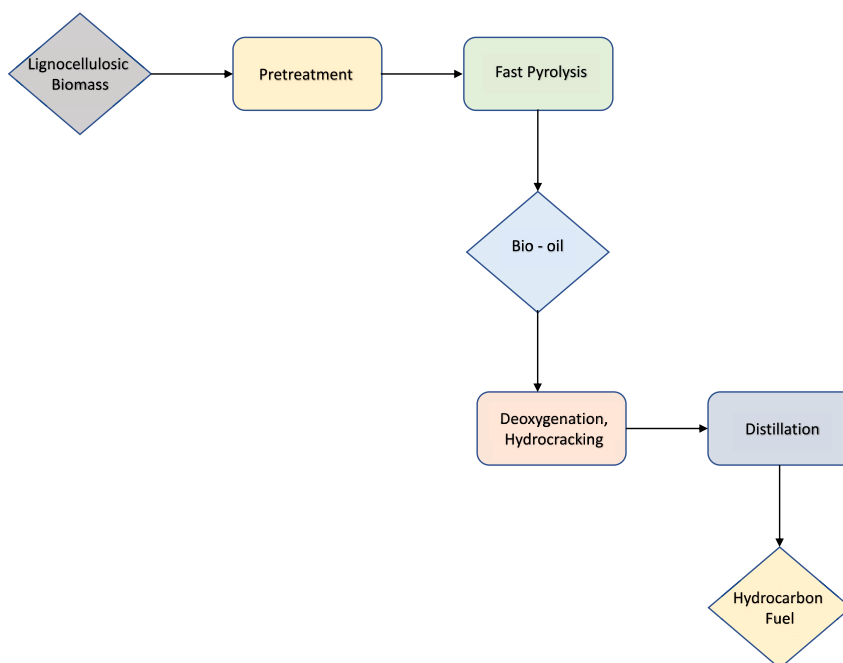 Lignocellulosic
Biomass
Pretreatment
Fast Pyrolysis
Bio - oil
Deoxygenation,
Hydrocracking
Distillation
Hydrocarbon
Fuel